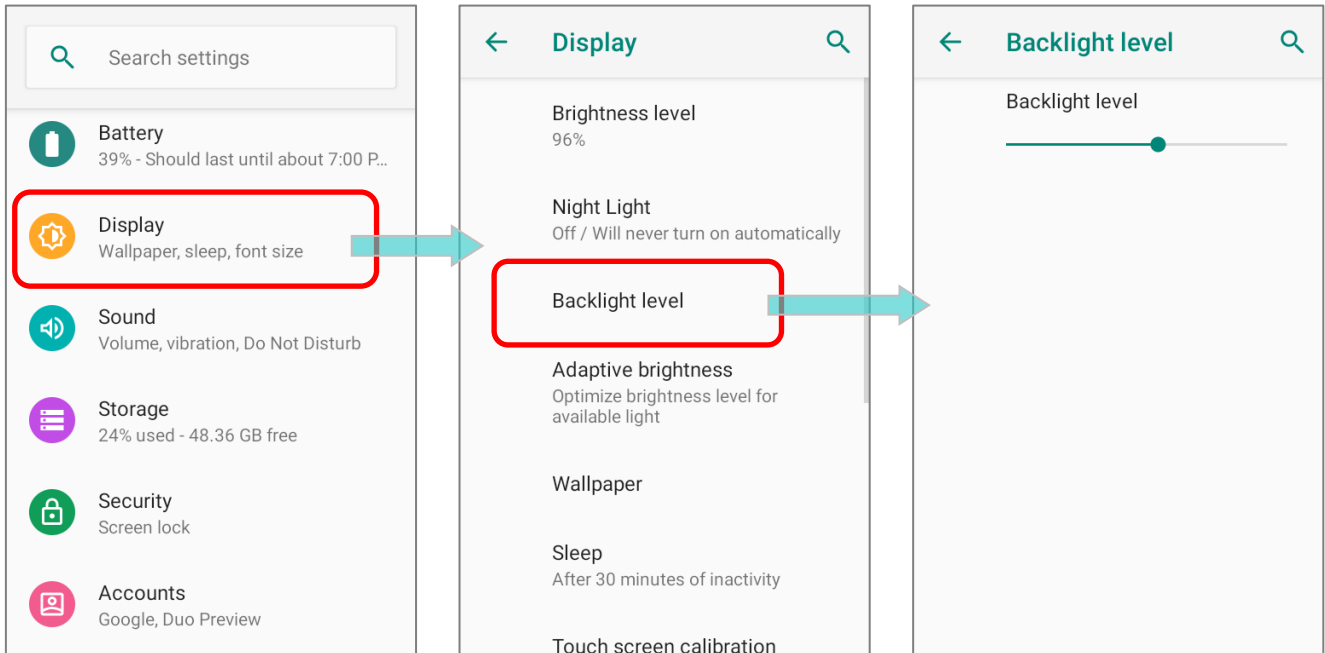 Search settings
Battery
39% - Should last until about 7:00 P...
Display
Wallpaper, sleep, font size
Sound
Volume, vibration, Do Not Disturb
Storage
24% used - 48.36 GB free
Security
Screen lock
Accounts
Google, Duo Preview
Display
Brightness level
96%
Night Light
Off / Will never turn on automatically
Backlight level
Adaptive brightness
Optimize brightness level for
available light
Wallpaper
Sleep
After 30 minutes of inactivity
Touch screen calibration
Backlight level
Backlight level